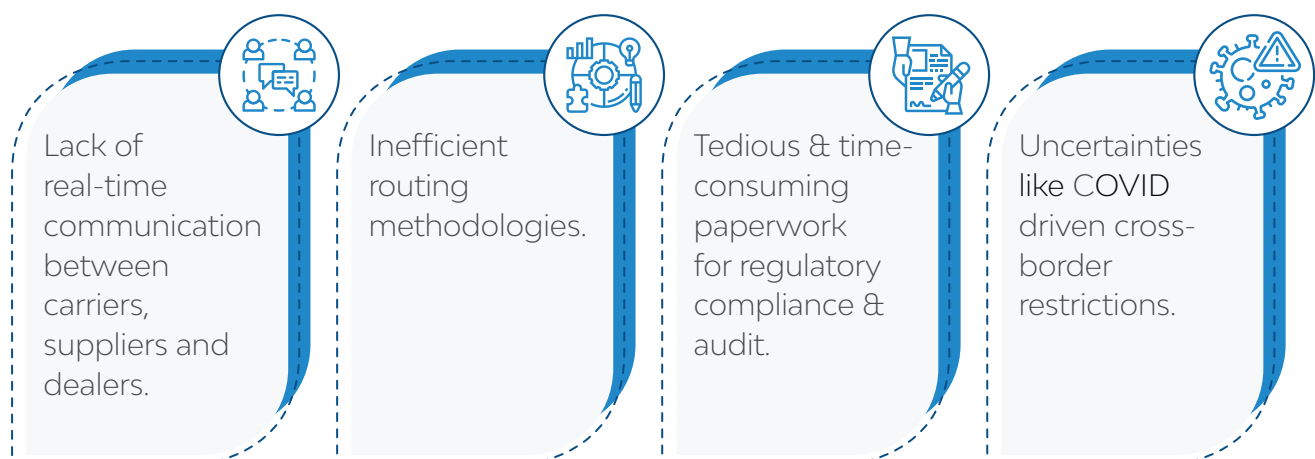 Lack of
real-time
communication
between
carriers,
suppliers and
dealers.
Inefficient
routing
methodologies.
Tedious & time-
consuming
paperwork
for regulatory
compliance &
audit.
Uncertainties
like COVID
driven cross-
border
restrictions.